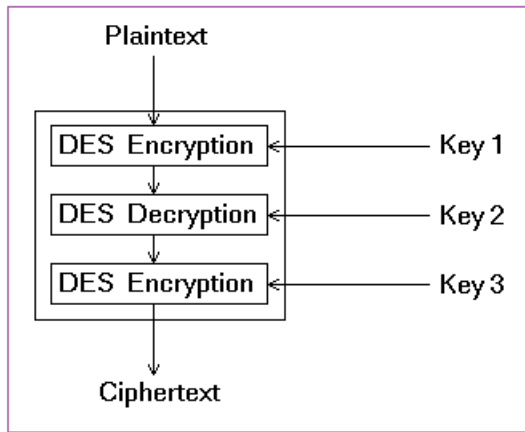 Plaintext
DES Encryption
Key 1
DES Decryption
Key 2
DES Encryption
Key 3
Ciphertext